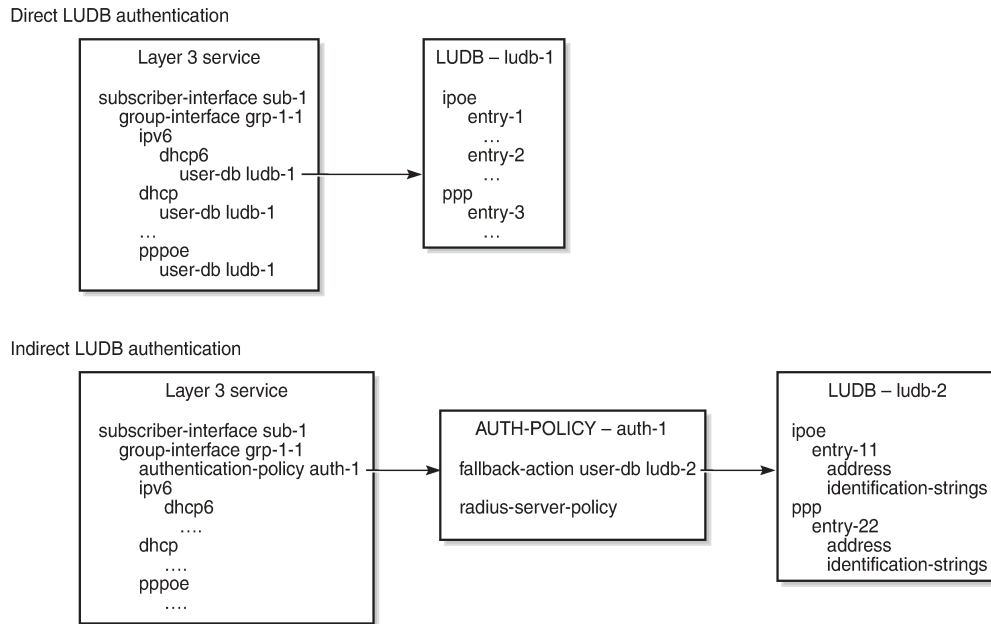 Direct LUDB authentication
Layer 3 service
subscriber-interface sub-1
group-interface grp-1-1
ipv6
dhcp6
user-db ludb-1
dhcp
user-db ludb-1
...
pppoe
user-db ludb-1
LUDB – ludb-1
ipoe
entry-1
...
entry-2
...
ppp
entry-3
...
Indirect LUDB authentication
Layer 3 service
subscriber-interface sub-1
group-interface grp-1-1
authentication-policy auth-1
ipv6
dhcp6
....
dhcp
....
pppoe
....
AUTH-POLICY – auth-1
fallback-action user-db ludb-2
radius-server-policy
LUDB – ludb-2
ipoe
entry-11
address
identification-strings
ppp
entry-22
address
identification-strings